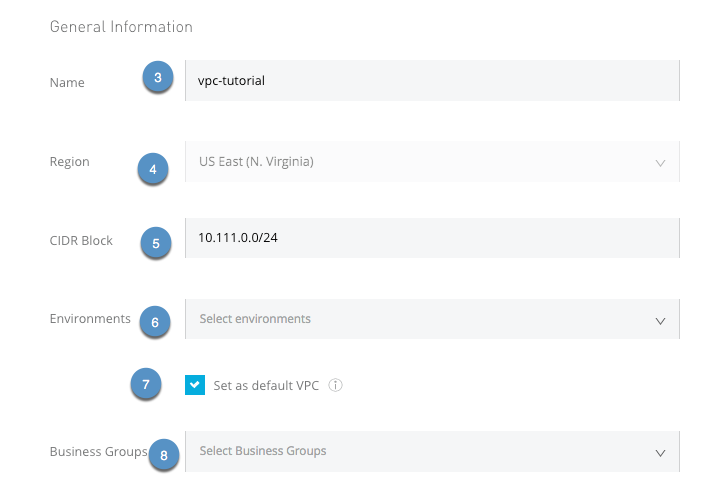 General Information
Name 3 vpc-tutorial
Region 4 US East (N. Virginia)
CIDR Block 5 10.111.0.0/24
Environments 6 Select environments
7 Set as default VPC i
Business Groups 8 Select Business Groups